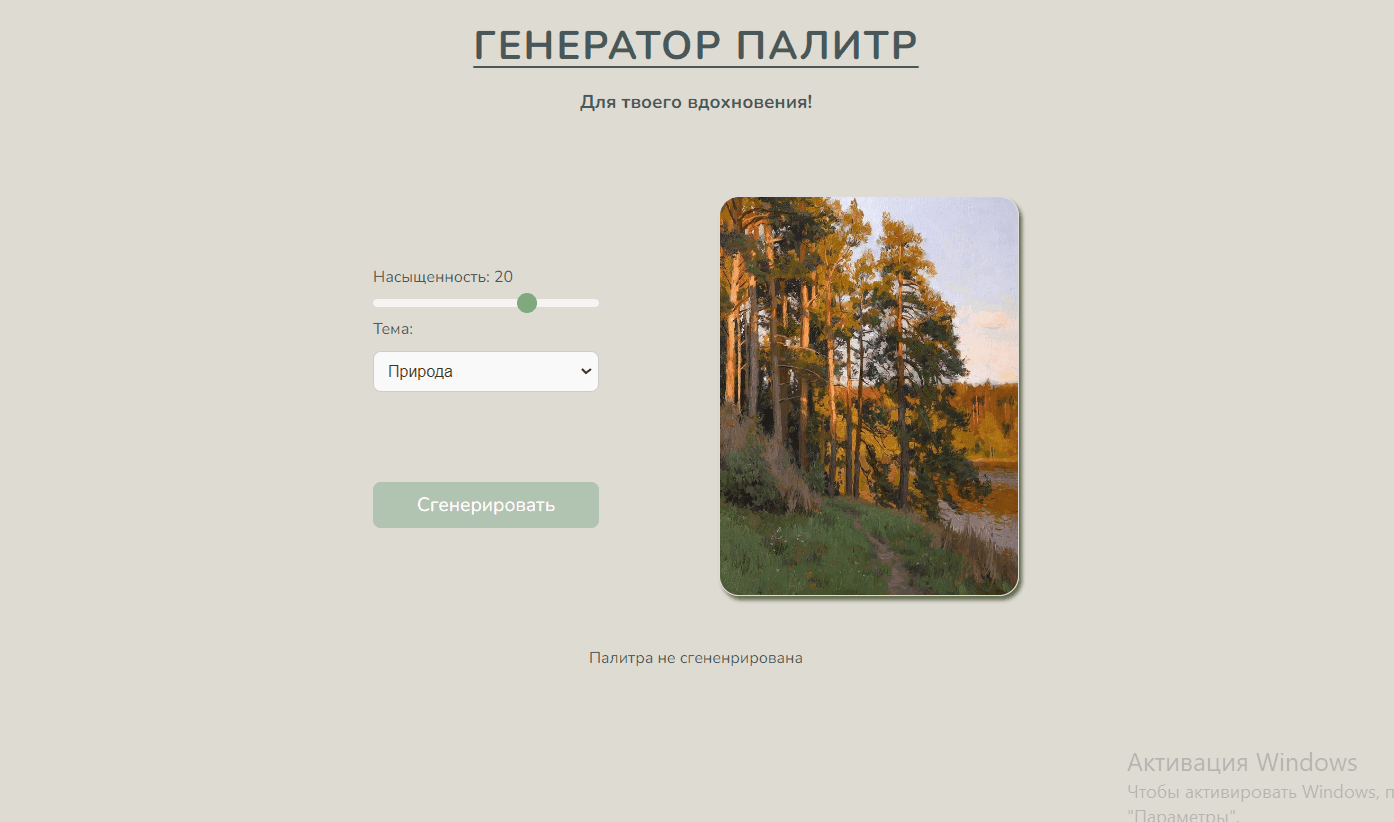 ГЕНЕРАТОР ПАЛИТР
Для твоего вдохновения!
Насыщенность: 20
Тема:
Природа
Сгенерировать
Палитра не сгененрирована
Активация Windows
Чтобы активировать Windows, п
"Параметры".